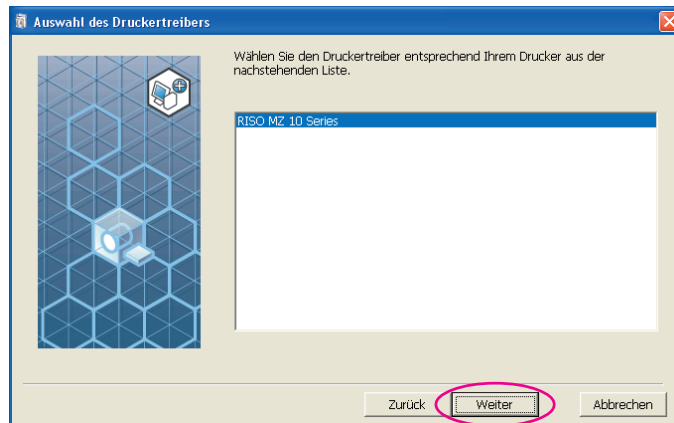 Auswahl des Druckertreibers
Wählen Sie den Druckertreiber entsprechend Ihrem Drucker aus der
nachstehenden Liste.
RISO MZ 10 Series
Zurück
Weiter
Abbrechen